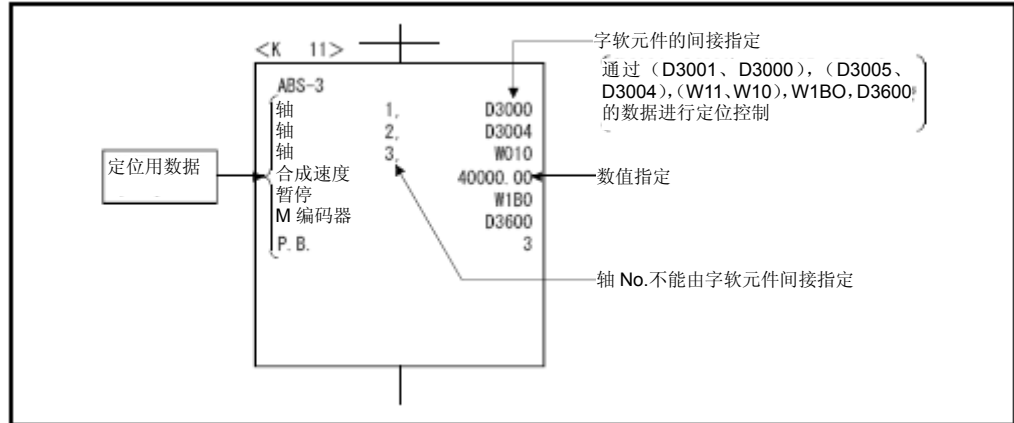 <K 11>
字软元件的间接指定
通过（D3001、D3000），（D3005、
D3004），（W11、W10），W1BO，D3600
的数据进行定位控制
ABS-3
轴 1, D3000
轴 2, D3004
轴 3, W010
定位用数据
合成速度 40000.00
数值指定
暂停 W1B0
M 编码器 D3600
P.B. 3
轴 No.不能由字软元件间接指定